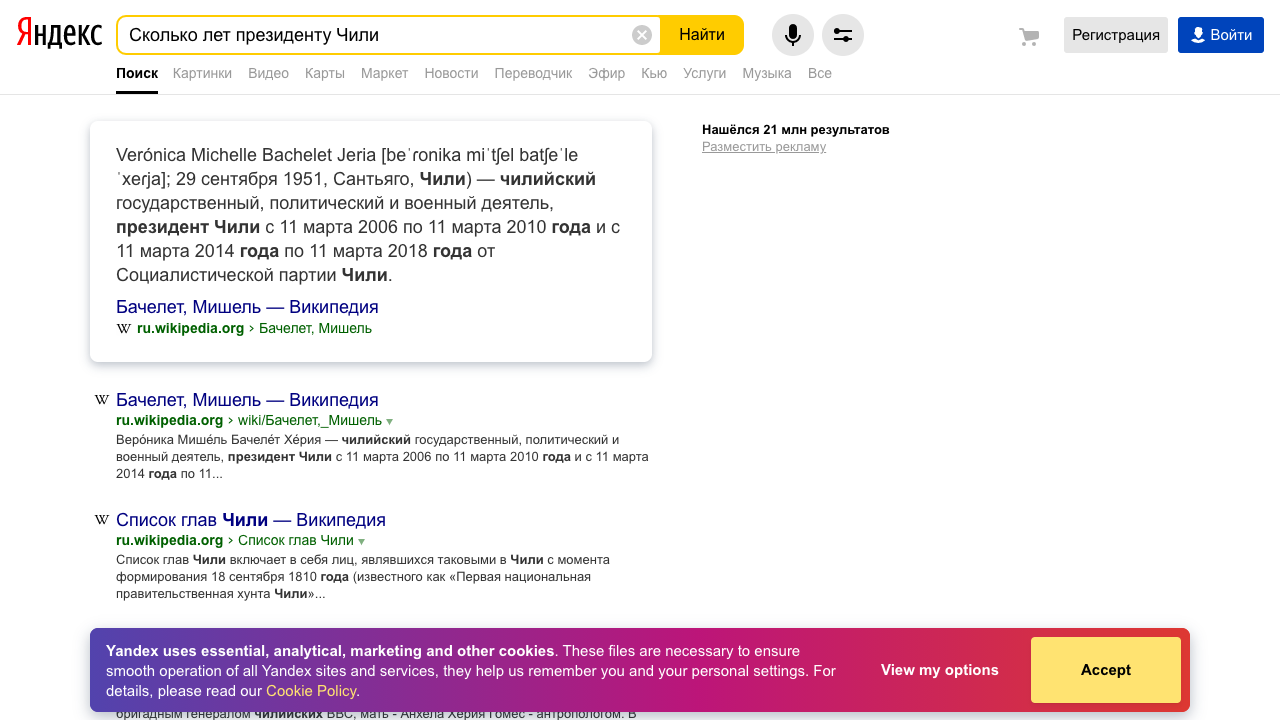 Яндекс
Сколько лет президенту Чили
Найти
Регистрация
Войти
Поиск Картинки Видео Карты Маркет Новости Переводчик Эфир Кью Услуги Музыка Все
Verónica Michelle Bachelet Jeria [beˈɾonika miˈtʃel batʃeˈle
ˈxeɾja]; 29 сентября 1951, Сантьяго, Чили) — чилийский
государственный, политический и военный деятель,
президент Чили с 11 марта 2006 по 11 марта 2010 года и с
11 марта 2014 года по 11 марта 2018 года от
Социалистической партии Чили.
Бачелет, Мишель — Википедия
W ru.wikipedia.org › Бачелет, Мишель
Нашёлся 21 млн результатов
Разместить рекламу
W Бачелет, Мишель — Википедия
ru.wikipedia.org › wiki/Бачелет,_Мишель
Веро́ника Мише́ль Бачеле́т Хе́рия — чилийский государственный, политический и
военный деятель, президент Чили с 11 марта 2006 по 11 марта 2010 года и с 11 марта
2014 года по 11...
W Список глав Чили — Википедия
ru.wikipedia.org › Список глав Чили
Список глав Чили включает в себя лиц, являвшихся таковыми в Чили с момента
формирования 18 сентября 1810 года (известного как «Первая национальная
правительственная хунта Чили»...
Yandex uses essential, analytical, marketing and other cookies. These files are necessary to ensure
smooth operation of all Yandex sites and services, they help us remember you and your personal settings. For
details, please read our Cookie Policy.
View my options
Accept
бригадным генералом чилийских ВВС, мать - Анхела Херия Гомес - антропологом. В